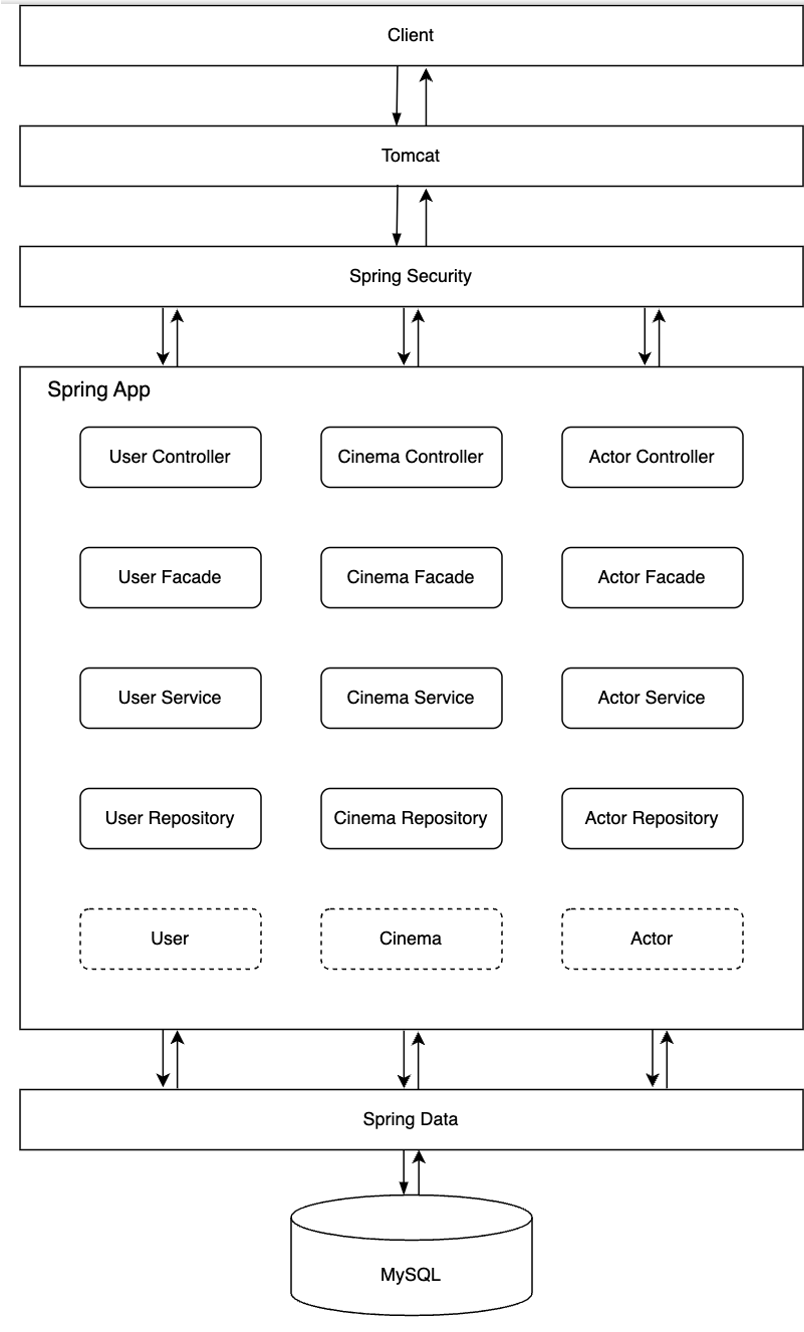 Client
Tomcat
Spring Security
Spring App
User Controller
Cinema Controller
Actor Controller
User Facade
Cinema Facade
Actor Facade
User Service
Cinema Service
Actor Service
User Repository
Cinema Repository
Actor Repository
User
Cinema
Actor
Spring Data
MySQL